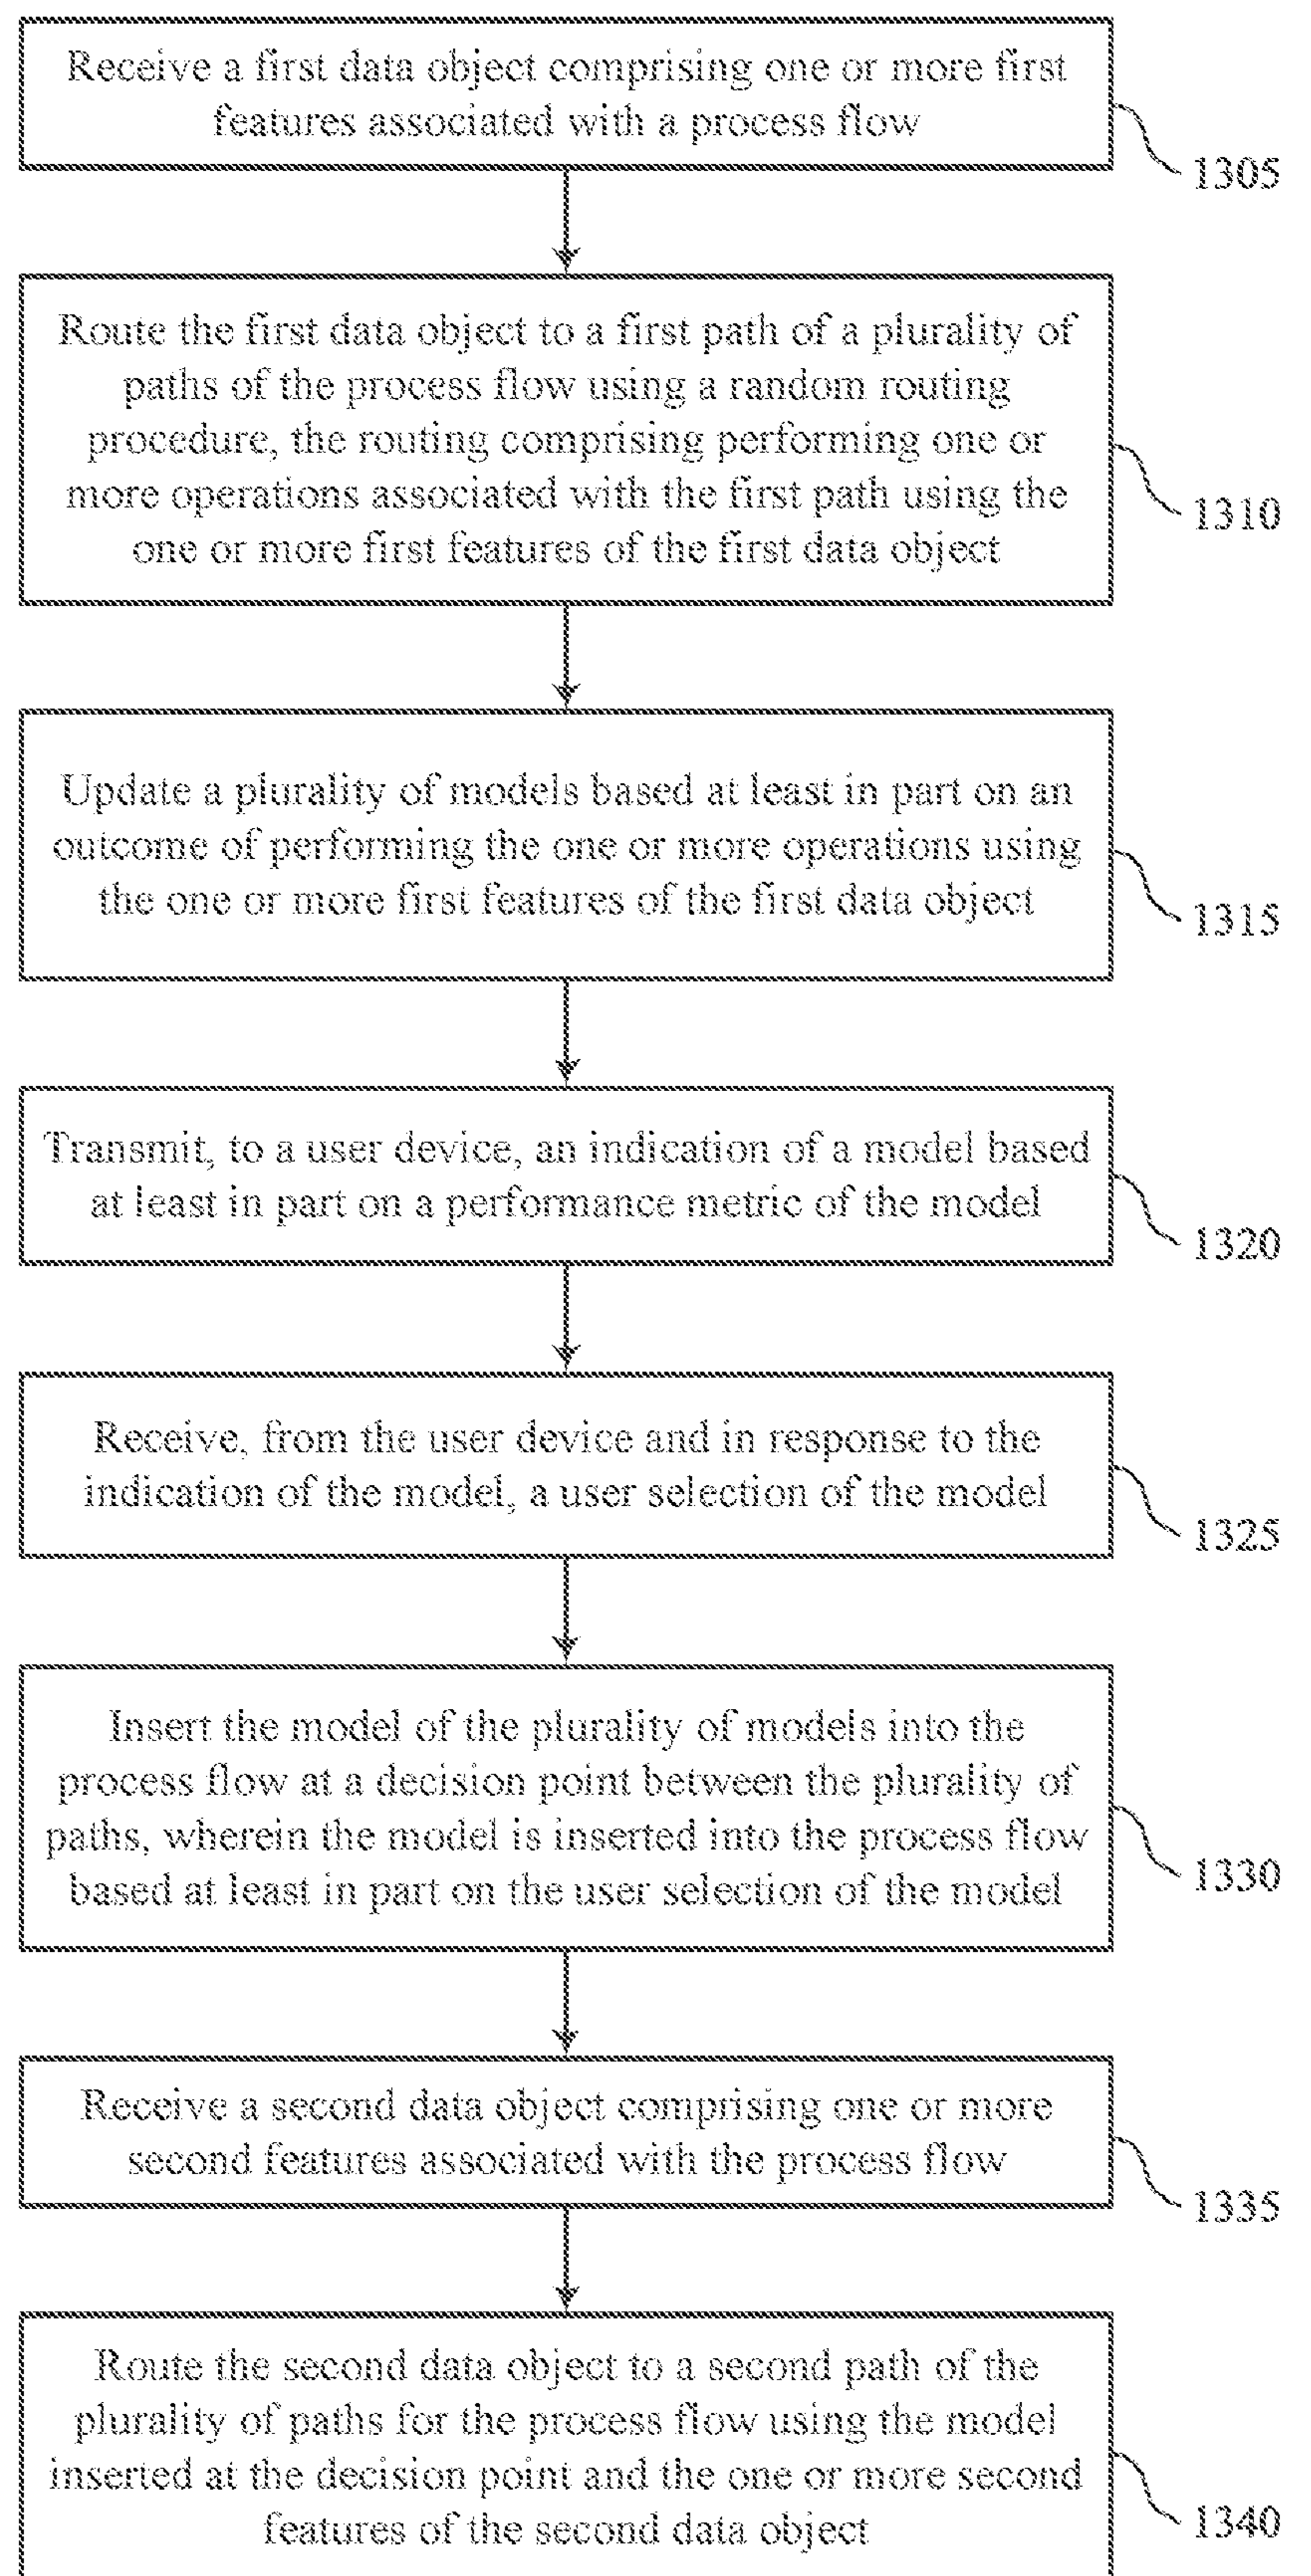 Receive a first data object comprising one or more first
features associated with a process flow
1305
Route the first data object to a first path of a plurality of
paths of the process flow using a random routing
procedure, the routing comprising performing one or
more operations associated with the first path using the
one or more first features of the first data object
1310
Update a plurality of models based at least in part on an
outcome of performing the one or more operations using
the one or more first features of the first data object
1315
Transmit, to a user device, an indication of a model based
at least in part on a performance metric of the model
1320
Receive, from the user device and in response to the
indication of the model, a user selection of the model
1325
Insert the model of the plurality of models into the
process flow at a decision point between the plurality of
paths, wherein the model is inserted into the process flow
based at least in part on the user selection of the model
1330
Receive a second data object comprising one or more
second features associated with the process flow
1335
Route the second data object to a second path of the
plurality of paths for the process flow using the model
inserted at the decision point and the one or more second
features of the second data object
1340